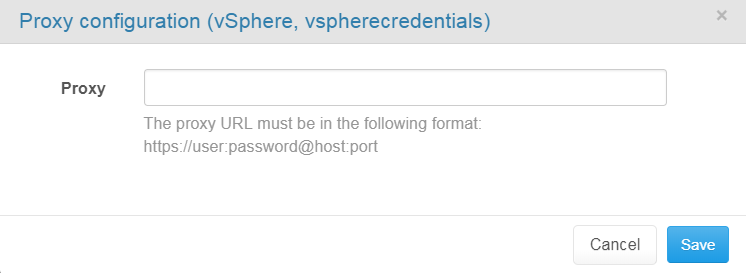 Proxy configuration (vSphere, vspherecredentials)
×
Proxy
The proxy URL must be in the following format:
https://user:password@host:port
Cancel
Save